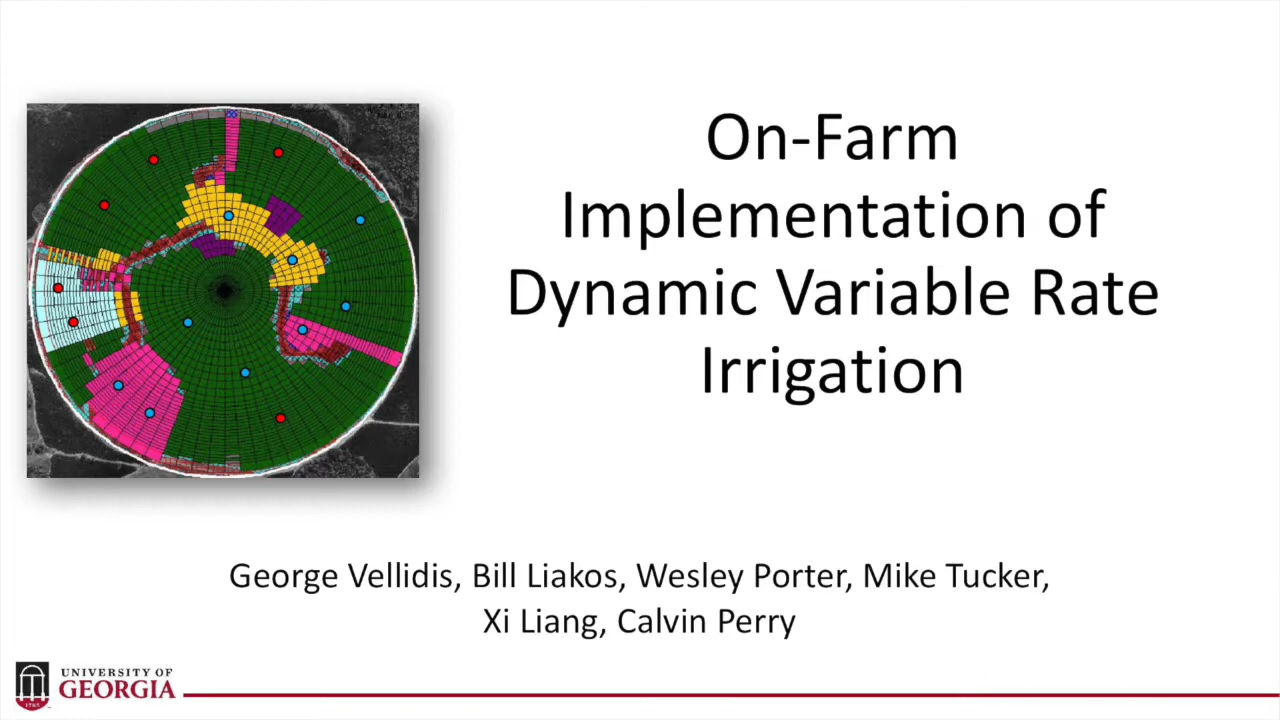 On-Farm
Implementation of
Dynamic Variable Rate
Irrigation
George Vellidis, Bill Liakos, Wesley Porter, Mike Tucker,
Xi Liang, Calvin Perry
UNIVERSITY OF
GEORGIA
1785